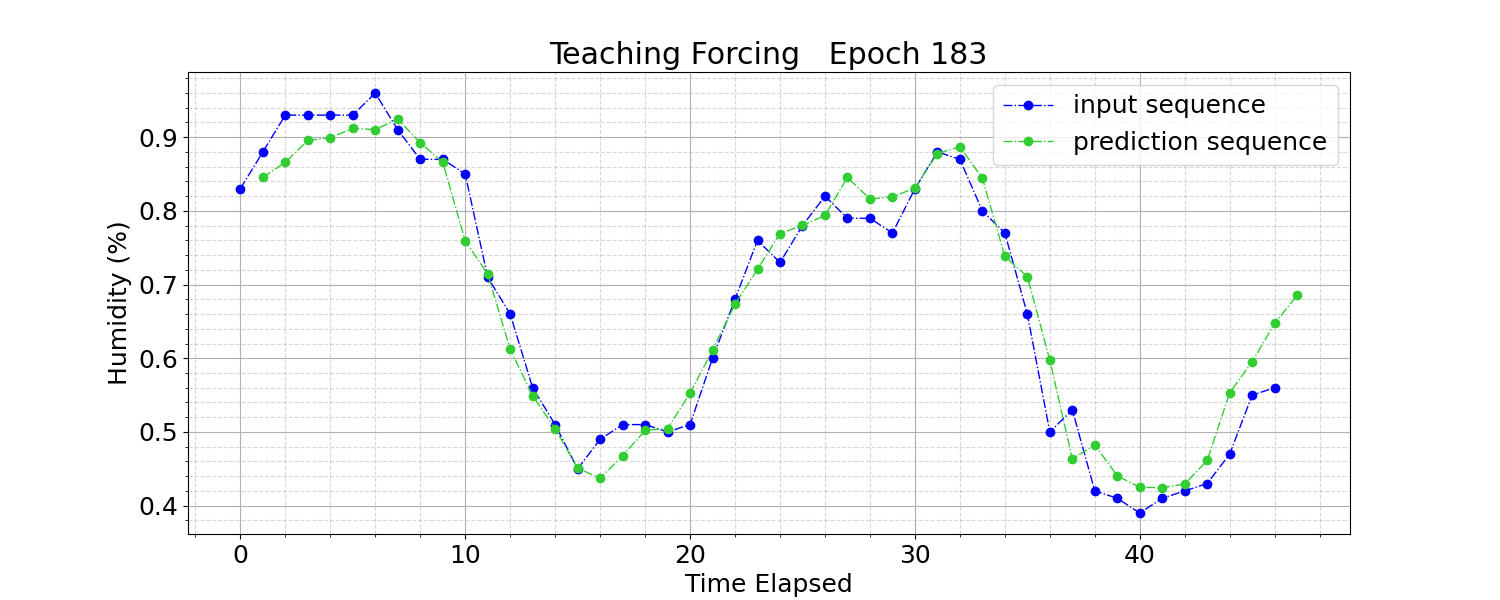 Teaching Forcing   Epoch 183
input sequence
prediction sequence
Humidity (%)
0.9
0.8
0.7
0.6
0.5
0.4
0 10 20 30 40
Time Elapsed